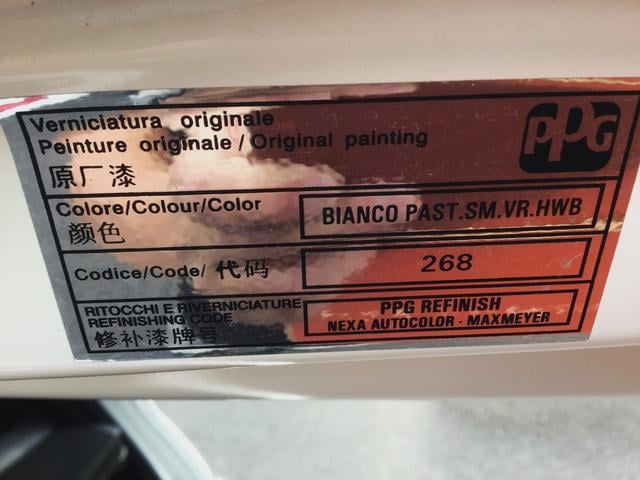 Verniciatura originale
Peinture originale / Original painting
原厂漆
PPG
Colore/Colour/Color
颜色
BIANCO PAST.SM.VR.HWB
Codice/Code/ 代码
268
RITOCCHI E RIVERNICIATURE
REFINISHING CODE
修补漆牌号
PPG REFINISH
NEXA AUTOCOLOR - MAXMEYER